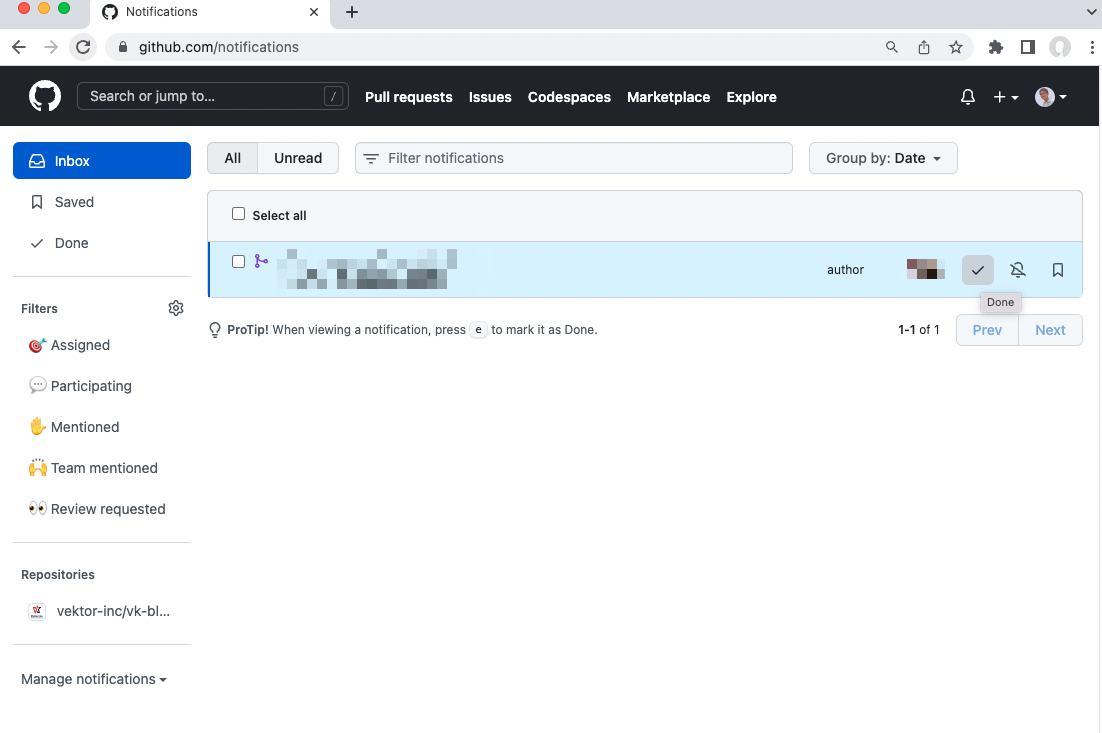 Notifications
github.com/notifications
Search or jump to...
/
Pull requests
Issues
Codespaces
Marketplace
Explore
Inbox
Saved
Done
All
Unread
Filter notifications
Group by: Date
Select all
author
Done
ProTip! When viewing a notification, press e to mark it as Done.
1-1 of 1
Prev
Next
Filters
Assigned
Participating
Mentioned
Team mentioned
Review requested
Repositories
vektor-inc/vk-bl...
Manage notifications